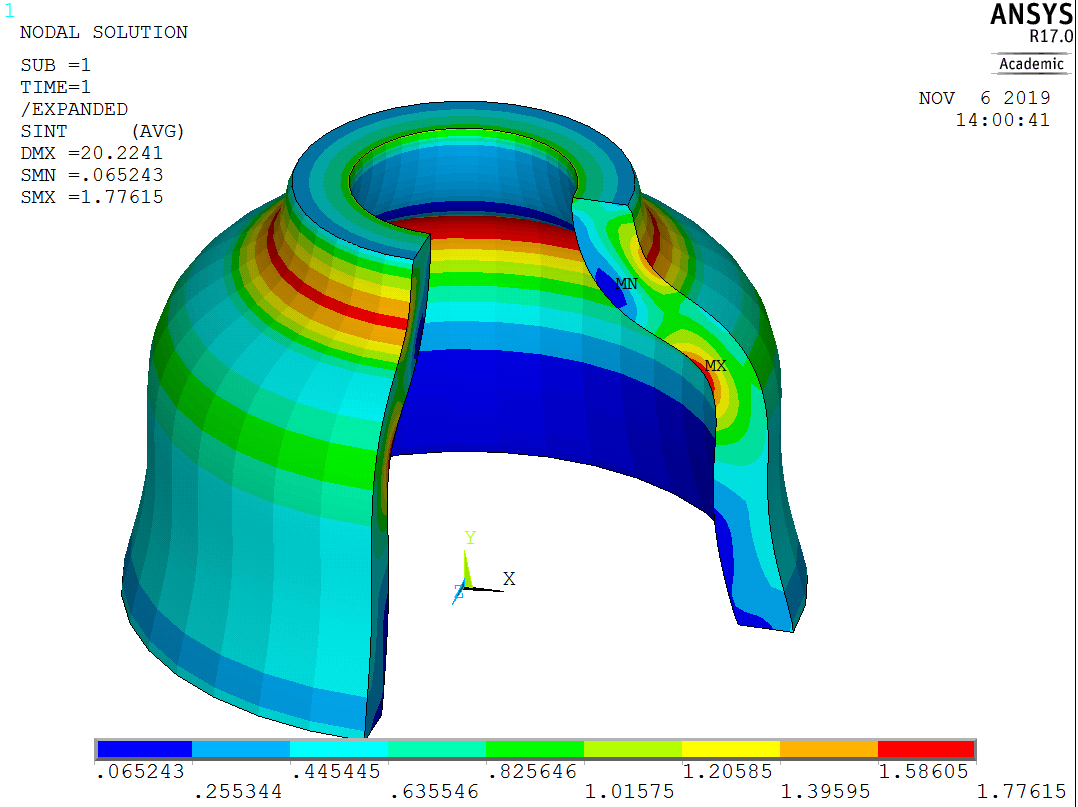 1
NODAL SOLUTION
SUB =1
TIME=1
/EXPANDED
SINT (AVG)
DMX =20.2241
SMN =.065243
SMX =1.77615
ANSYS
R17.0
Academic
NOV 6 2019
14:00:41
MN
MX
Y
X
Z
.065243 .445445 .825646 1.20585 1.58605
.255344 .635546 1.01575 1.39595 1.77615